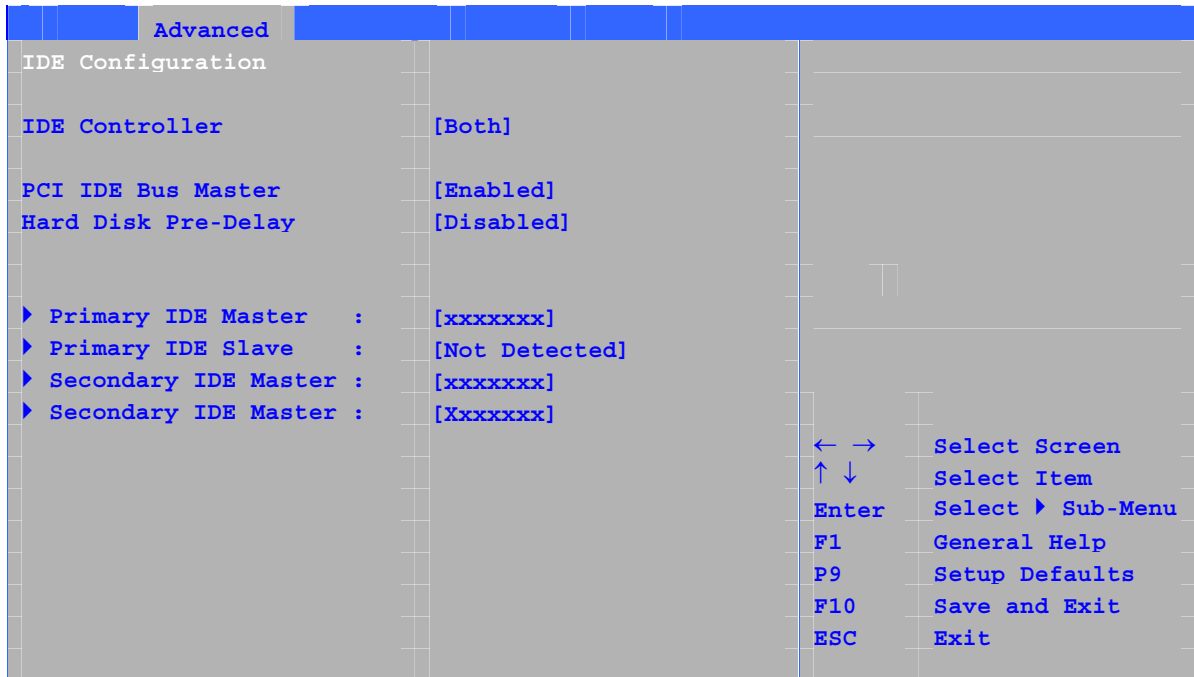 Advanced
IDE Configuration
IDE Controller [Both]
PCI IDE Bus Master [Enabled]
Hard Disk Pre-Delay [Disabled]
Primary IDE Master : [xxxxxxx]
Primary IDE Slave : [Not Detected]
Secondary IDE Master : [xxxxxxx]
Secondary IDE Master : [Xxxxxxx]
← → Select Screen
↑ ↓ Select Item
Enter Select Sub-Menu
F1 General Help
P9 Setup Defaults
F10 Save and Exit
ESC Exit